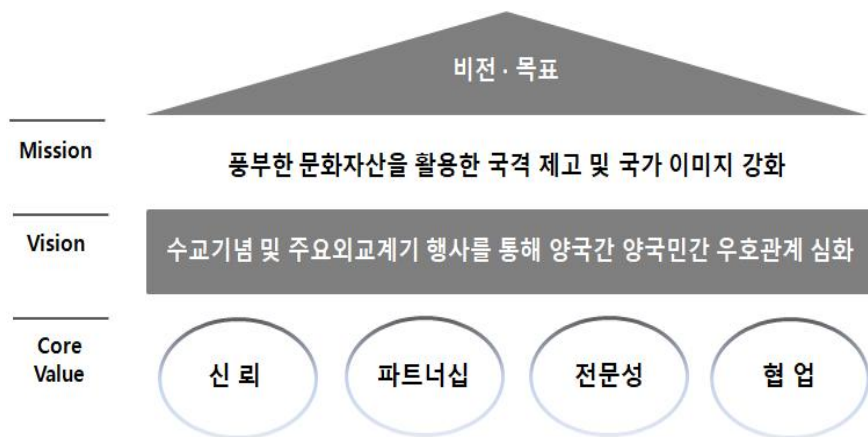 비전 · 목표
Mission
풍부한 문화자산을 활용한 국격 제고 및 국가 이미지 강화
Vision
수교기념 및 주요외교계기 행사를 통해 양국간 양국민간 우호관계 심화
Core
Value
신 뢰
파트너십
전문성
협 업